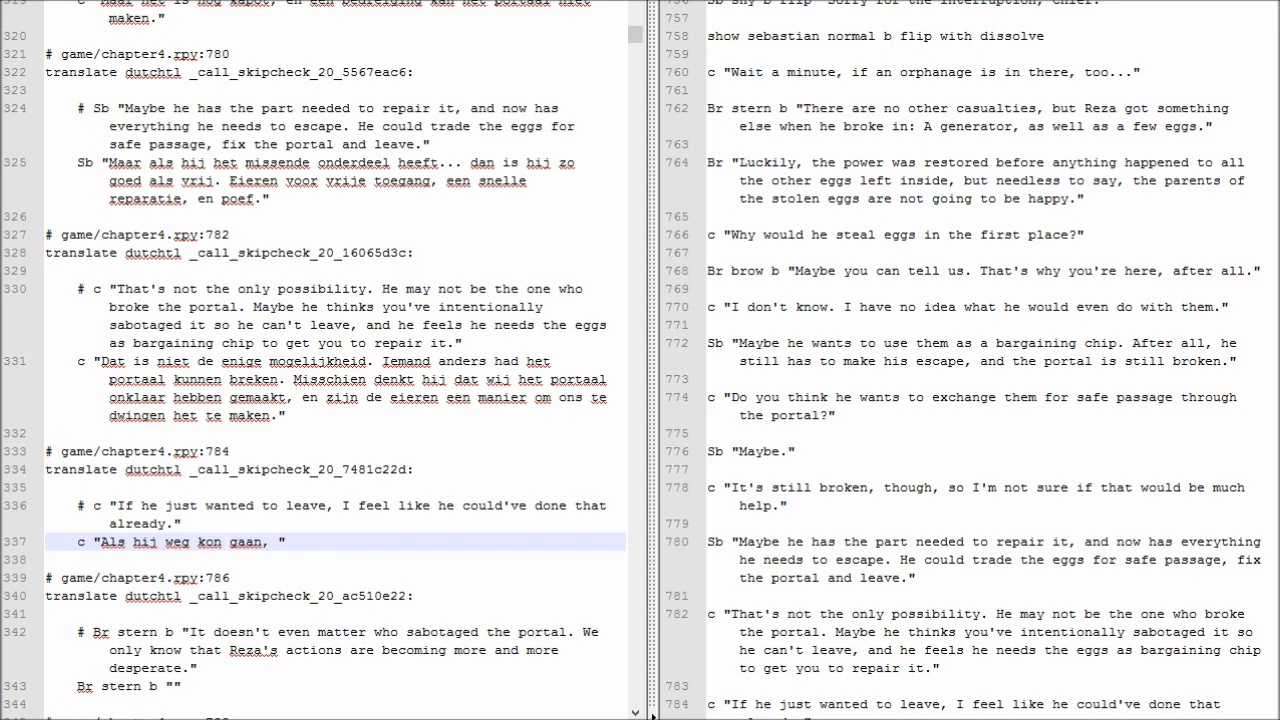 319 c "Maar het is nog kapot, en een bedreiging kan het portaal niet
maken."
320
321 # game/chapter4.rpy:780
322 translate dutchtl _call_skipcheck_20_5567eac6:
323
324 # Sb "Maybe he has the part needed to repair it, and now has
everything he needs to escape. He could trade the eggs for
safe passage, fix the portal and leave."
325 Sb "Maar als hij het missende onderdeel heeft... dan is hij zo
goed als vrij. Eieren voor vrije toegang, een snelle
reparatie, en poef."
326
327 # game/chapter4.rpy:782
328 translate dutchtl _call_skipcheck_20_16065d3c:
329
330 # c "That's not the only possibility. He may not be the one who
broke the portal. Maybe he thinks you've intentionally
sabotaged it so he can't leave, and he feels he needs the eggs
as bargaining chip to get you to repair it."
331 c "Dat is niet de enige mogelijkheid. Iemand anders had het
portaal kunnen breken. Misschien denkt hij dat wij het portaal
onklaar hebben gemaakt, en zijn de eieren een manier om ons te
dwingen het te maken."
332
333 # game/chapter4.rpy:784
334 translate dutchtl _call_skipcheck_20_7481c22d:
335
336 # c "If he just wanted to leave, I feel like he could've done that
already."
337 c "Als hij weg kon gaan, "
338
339 # game/chapter4.rpy:786
340 translate dutchtl _call_skipcheck_20_ac510e22:
341
342 # Br stern b "It doesn't even matter who sabotaged the portal. We
only know that Reza's actions are becoming more and more
desperate."
343 Br stern b ""
344
756 Sb shy b flip "Sorry for the interruption, Chief."
757
758 show sebastian normal b flip with dissolve
759
760 c "Wait a minute, if an orphanage is in there, too..."
761
762 Br stern b "There are no other casualties, but Reza got something
else when he broke in: A generator, as well as a few eggs."
763
764 Br "Luckily, the power was restored before anything happened to all
the other eggs left inside, but needless to say, the parents of
the stolen eggs are not going to be happy."
765
766 c "Why would he steal eggs in the first place?"
767
768 Br brow b "Maybe you can tell us. That's why you're here, after all."
769
770 c "I don't know. I have no idea what he would even do with them."
771
772 Sb "Maybe he wants to use them as a bargaining chip. After all, he
still has to make his escape, and the portal is still broken."
773
774 c "Do you think he wants to exchange them for safe passage through
the portal?"
775
776 Sb "Maybe."
777
778 c "It's still broken, though, so I'm not sure if that would be much
help."
779
780 Sb "Maybe he has the part needed to repair it, and now has everything
he needs to escape. He could trade the eggs for safe passage, fix
the portal and leave."
781
782 c "That's not the only possibility. He may not be the one who broke
the portal. Maybe he thinks you've intentionally sabotaged it so
he can't leave, and he feels he needs the eggs as bargaining chip
to get you to repair it."
783
784 c "If he just wanted to leave, I feel like he could've done that